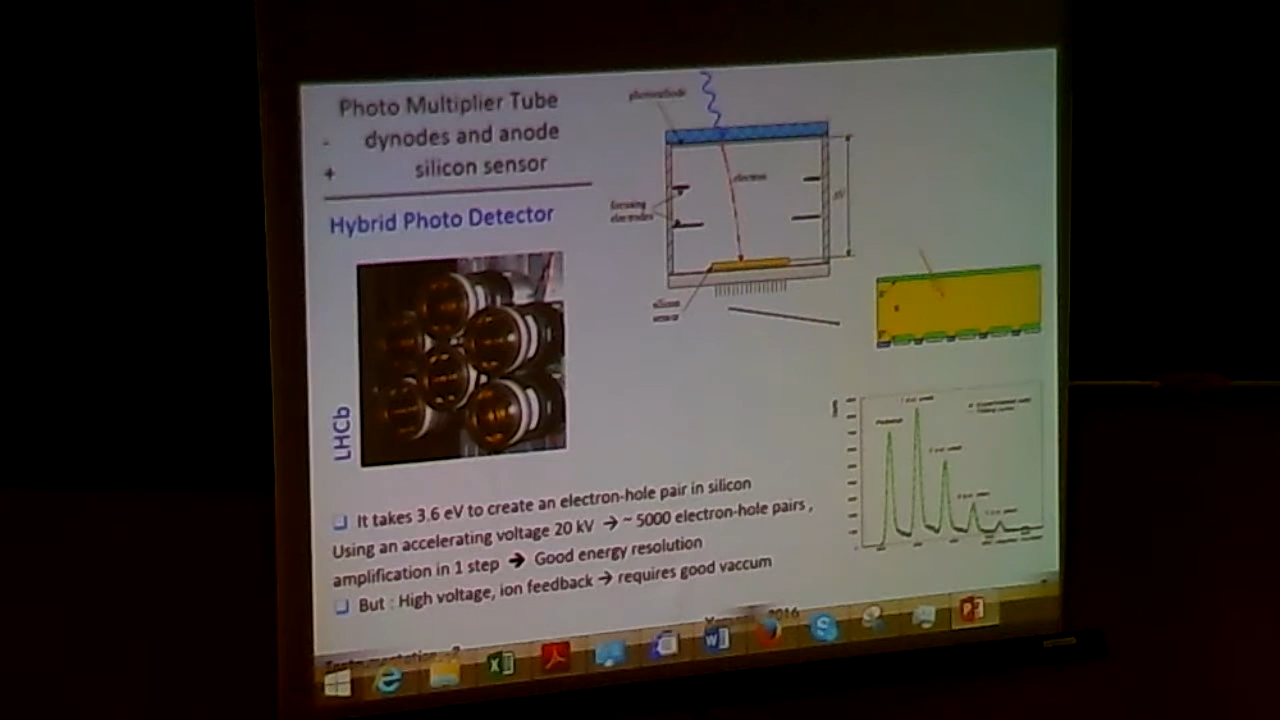 Photo Multiplier Tube
- dynodes and anode
+ silicon sensor
Hybrid Photo Detector
LHCb
photocathode
electron
focusing
electrodes
silicon
sensor
It takes 3.6 eV to create an electron-hole pair in silicon
Using an accelerating voltage 20 kV → ~ 5000 electron-hole pairs ,
amplification in 1 step → Good energy resolution
But : High voltage, ion feedback → requires good vaccum
2016